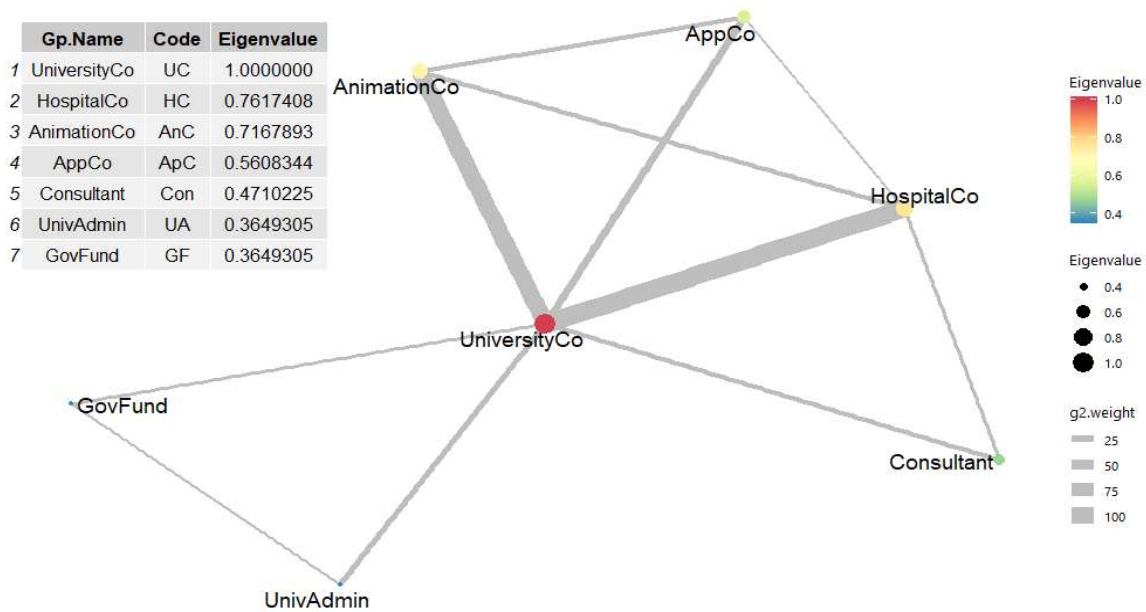 Gp.Name Code Eigenvalue
1 UniversityCo UC 1.0000000
2 HospitalCo HC 0.7617408
3 AnimationCo AnC 0.7167893
4 AppCo ApC 0.5608344
5 Consultant Con 0.4710225
6 UnivAdmin UA 0.3649305
7 GovFund GF 0.3649305
AppCo
AnimationCo
HospitalCo
UniversityCo
GovFund
Consultant
UnivAdmin
Eigenvalue
1.0
0.8
0.6
0.4
Eigenvalue
0.4
0.6
0.8
1.0
g2.weight
25
50
75
100